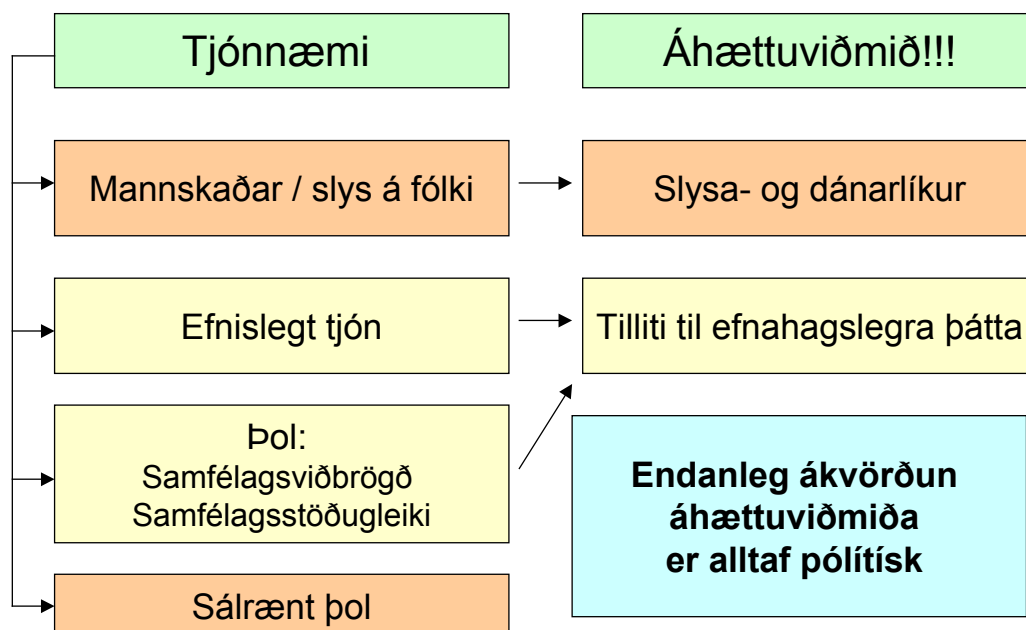 Tjónnæmi
Áhættuviðmið!!!
Mannskaðar / slys á fólki
Slysa- og dánarlíkur
Efnislegt tjón
Tilliti til efnahagslegra þátta
Þol:
Samfélagsviðbrögð
Samfélagsstöðugleiki
Endanleg ákvörðun
áhættuviðmiða
er alltaf pólítísk
Sálrænt þol